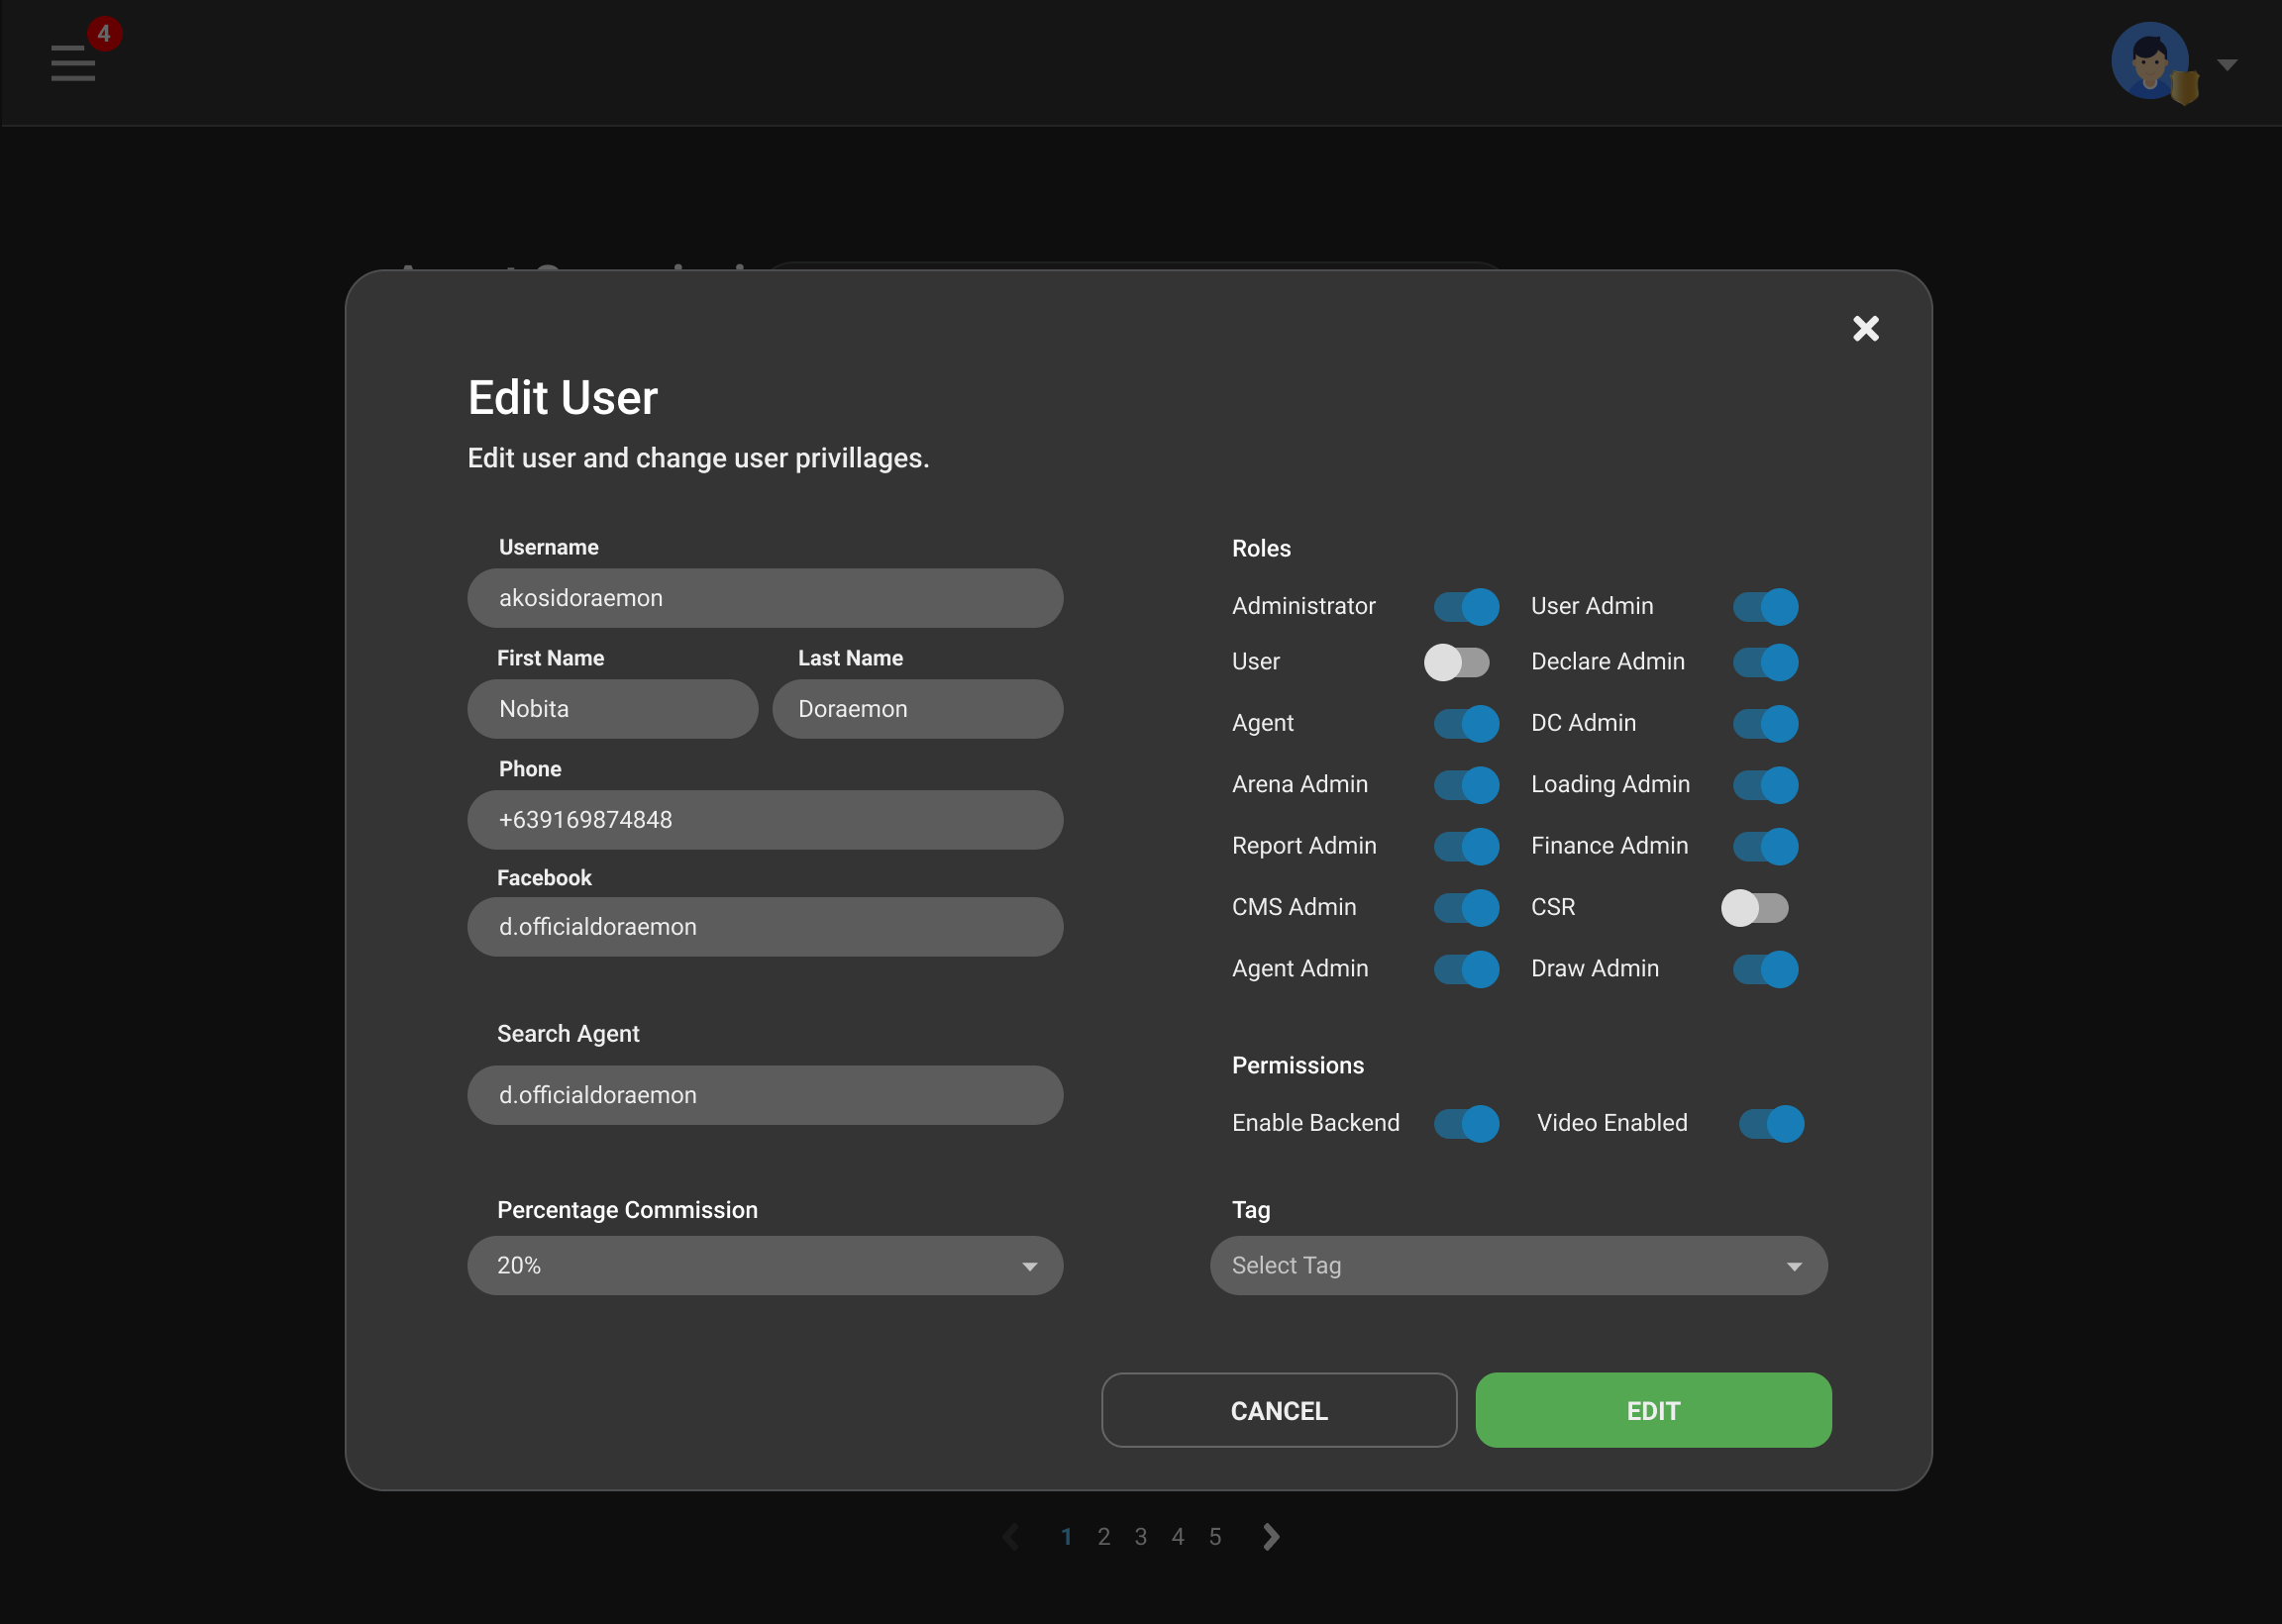 4
Edit User
Edit user and change user privillages.
Username
akosidoraemon
First Name
Last Name
Nobita
Doraemon
Phone
+639169874848
Facebook
d.officialdoraemon
Search Agent
d.officialdoraemon
Percentage Commission
20%
Roles
Administrator
User Admin
User
Declare Admin
Agent
DC Admin
Arena Admin
Loading Admin
Report Admin
Finance Admin
CMS Admin
CSR
Agent Admin
Draw Admin
Permissions
Enable Backend
Video Enabled
Tag
Select Tag
CANCEL
EDIT
1 2 3 4 5